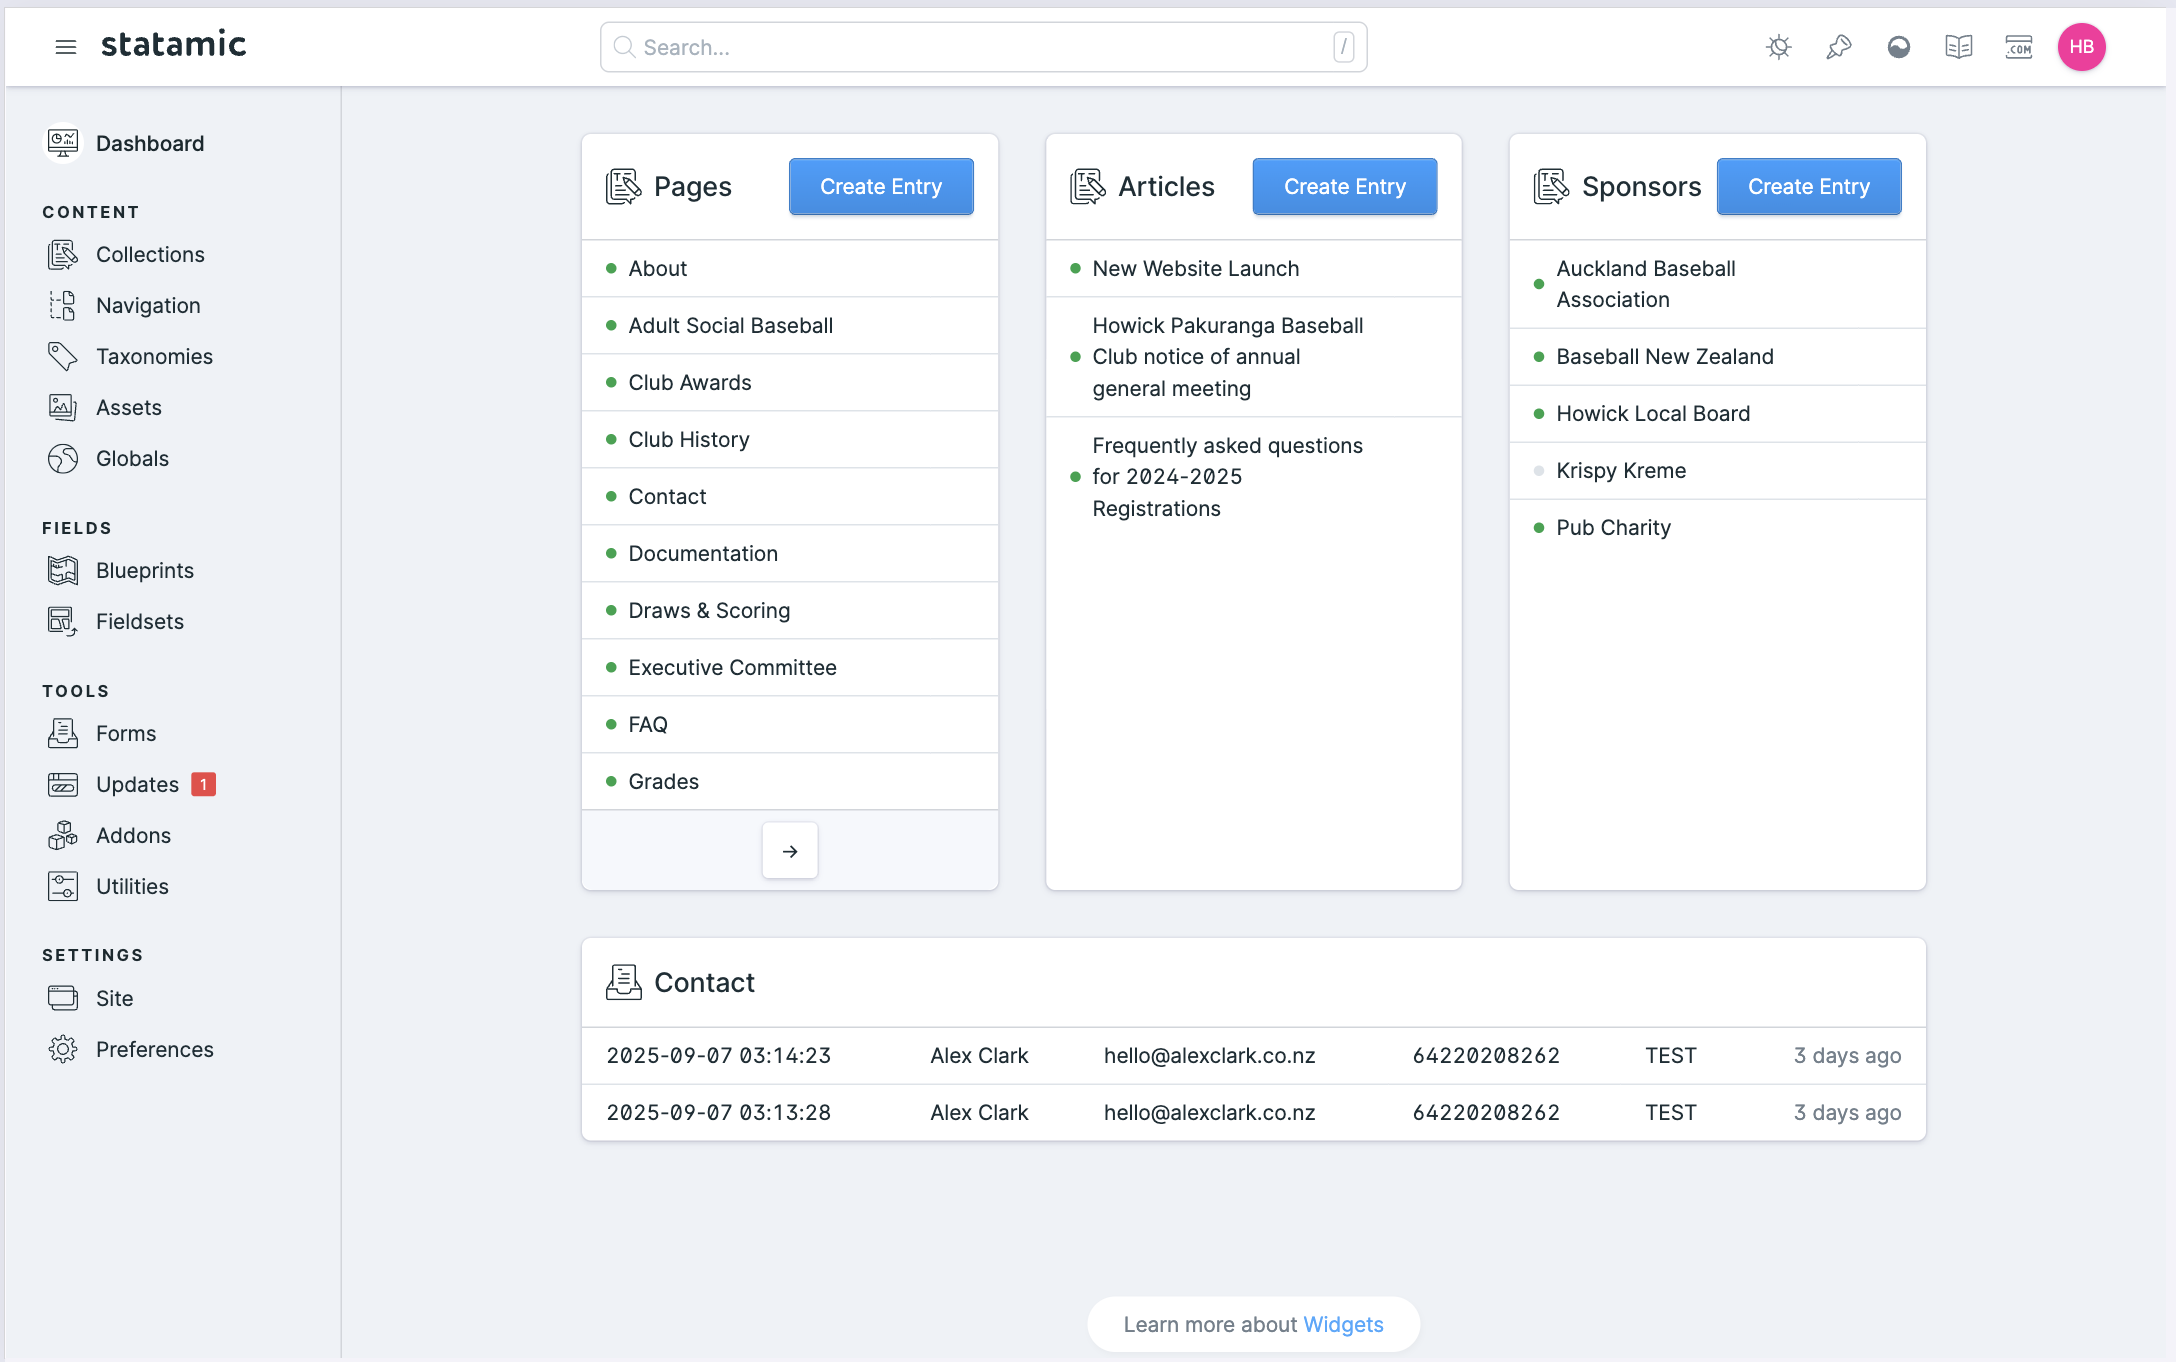 statamic
Search...
/
.COM
HB
Dashboard
CONTENT
Collections
Navigation
Taxonomies
Assets
Globals
FIELDS
Blueprints
Fieldsets
TOOLS
Forms
Updates 1
Addons
Utilities
SETTINGS
Site
Preferences
Pages
Create Entry
About
Adult Social Baseball
Club Awards
Club History
Contact
Documentation
Draws & Scoring
Executive Committee
FAQ
Grades
→
Articles
Create Entry
New Website Launch
Howick Pakuranga Baseball
Club notice of annual
general meeting
Frequently asked questions
for 2024-2025
Registrations
Sponsors
Create Entry
Auckland Baseball
Association
Baseball New Zealand
Howick Local Board
Krispy Kreme
Pub Charity
Contact
2025-09-07 03:14:23 Alex Clark hello@alexclark.co.nz 64220208262 TEST 3 days ago
2025-09-07 03:13:28 Alex Clark hello@alexclark.co.nz 64220208262 TEST 3 days ago
Learn more about Widgets